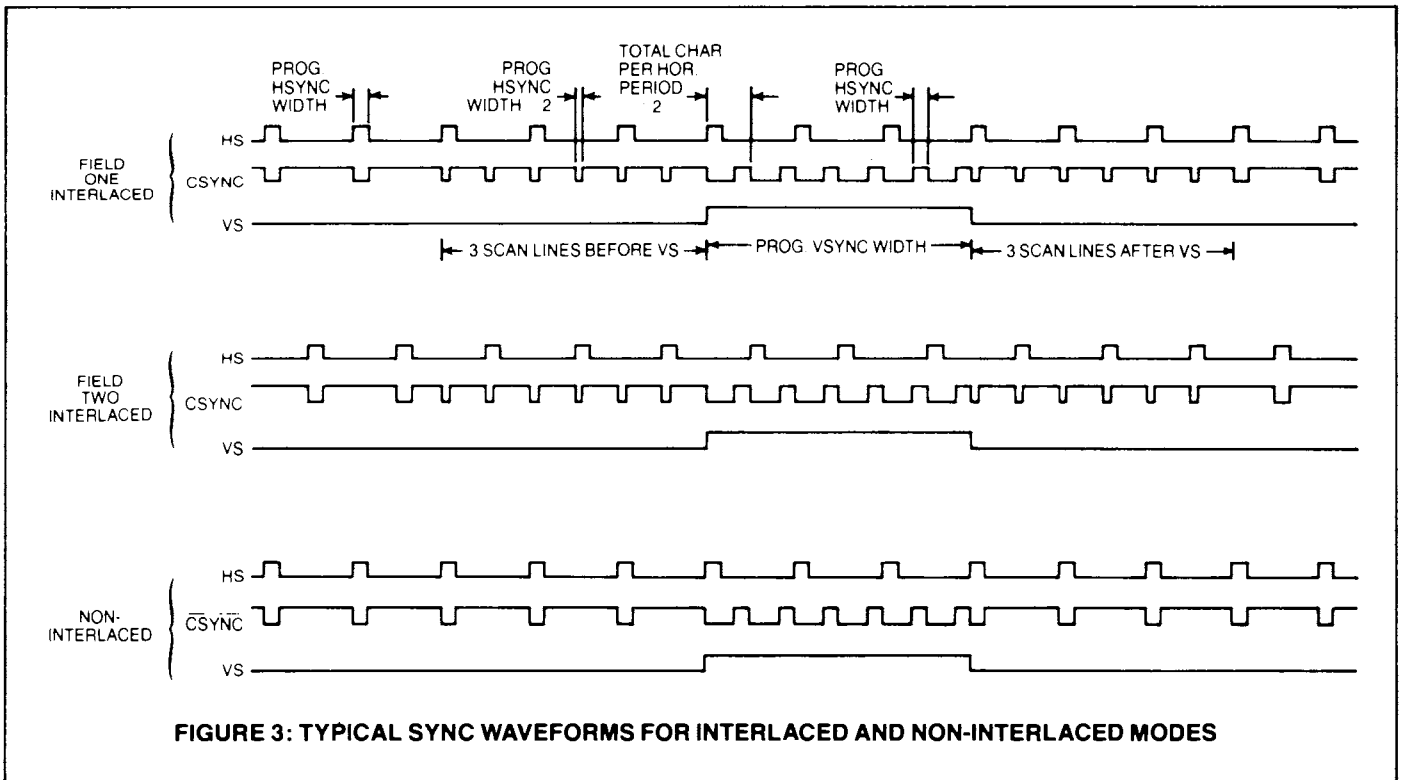 PROG.
HSYNC
WIDTH
PROG
HSYNC
WIDTH 2
TOTAL CHAR
PER HOR.
PERIOD
2
PROG
HSYNC
WIDTH
FIELD
ONE
INTERLACED
HS
CSYNC
VS
3 SCAN LINES BEFORE VS
PROG. VSYNC WIDTH
3 SCAN LINES AFTER VS
FIELD
TWO
INTERLACED
HS
CSYNC
VS
NON-
INTERLACED
HS
CSYNC
VS
FIGURE 3: TYPICAL SYNC WAVEFORMS FOR INTERLACED AND NON-INTERLACED MODES